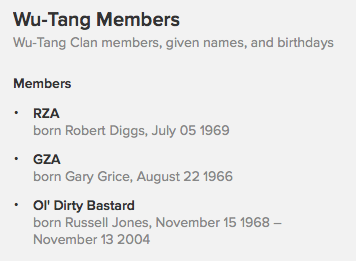 Wu-Tang Members
Wu-Tang Clan members, given names, and birthdays
Members
• RZA
born Robert Diggs, July 05 1969
• GZA
born Gary Grice, August 22 1966
• Ol' Dirty Bastard
born Russell Jones, November 15 1968 –
November 13 2004